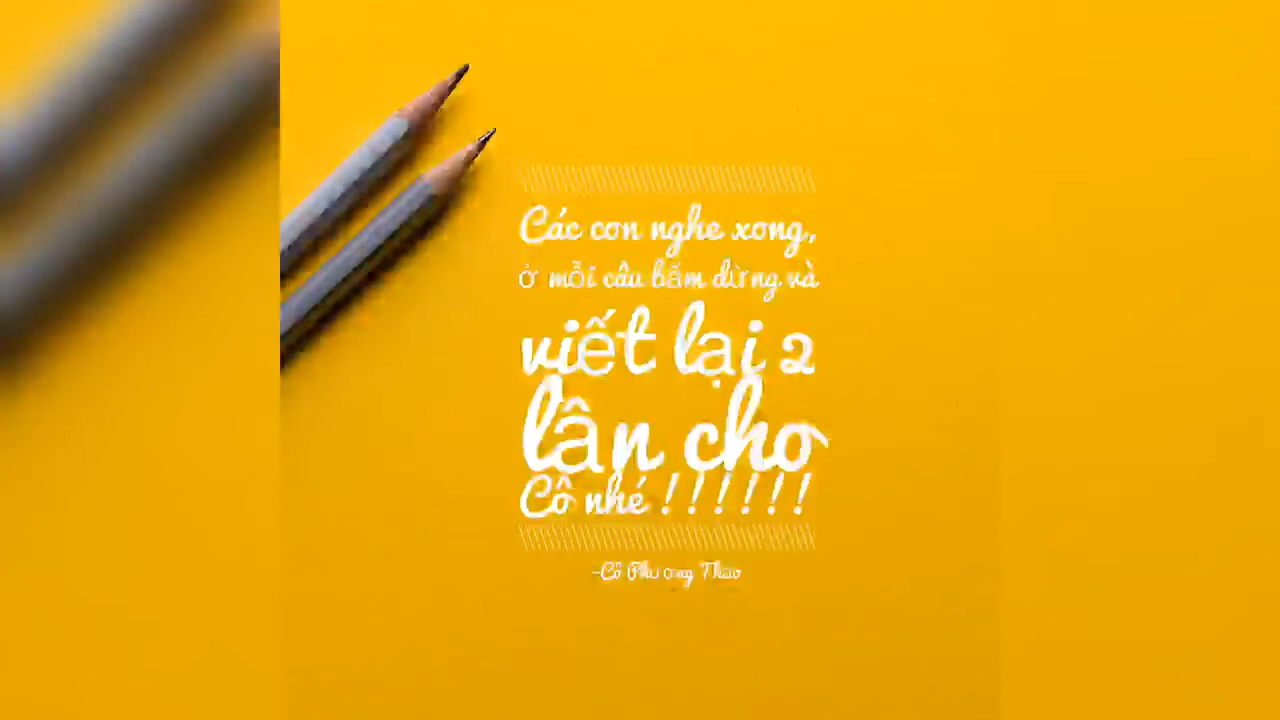 Các con nghe xong,
ở mỗi câu bấm dừng và
viết lại 2
lần cho
Cô nhé !!!!!!
-Cô Phương Thảo